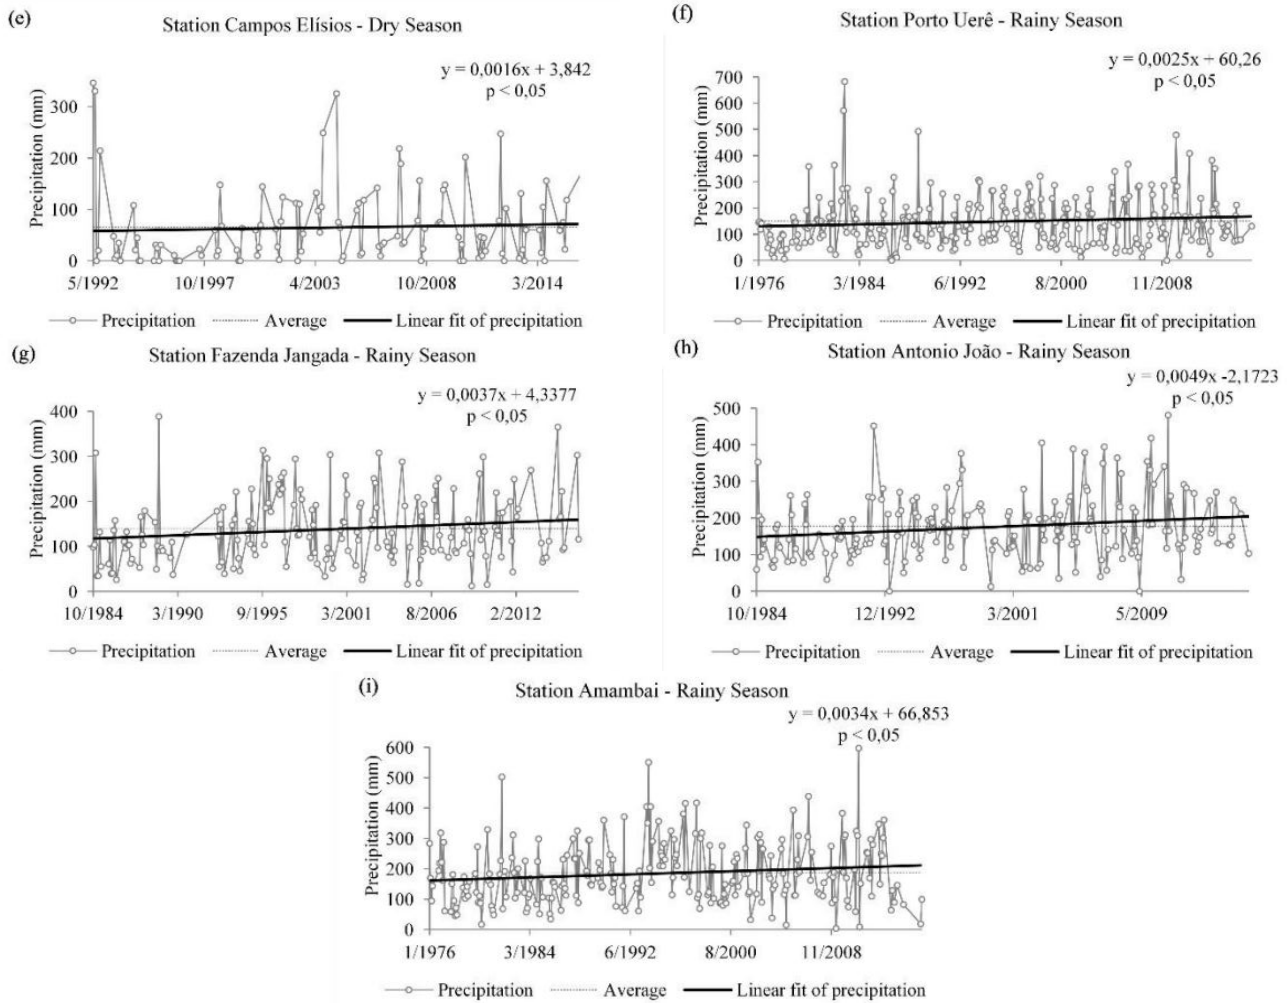 (e)
Station Campos Elísios - Dry Season
y = 0,0016x + 3,842
p < 0,05
Precipitation (mm)
300
200
100
0
5/1992 10/1997 4/2003 10/2008 3/2014
Precipitation Average Linear fit of precipitation
(f)
Station Porto Uerê - Rainy Season
y = 0,0025x + 60,26
p < 0,05
Precipitation (mm)
700
600
500
400
300
200
100
0
1/1976 3/1984 6/1992 8/2000 11/2008
Precipitation Average Linear fit of precipitation
(g)
Station Fazenda Jangada - Rainy Season
y = 0,0037x + 4,3377
p < 0,05
Precipitation (mm)
400
300
200
100
0
10/1984 3/1990 9/1995 3/2001 8/2006 2/2012
Precipitation Average Linear fit of precipitation
(h)
Station Antonio João - Rainy Season
y = 0,0049x -2,1723
p < 0,05
Precipitation (mm)
500
400
300
200
100
0
10/1984 12/1992 3/2001 5/2009
Precipitation Average Linear fit of precipitation
(i)
Station Amambai - Rainy Season
y = 0,0034x + 66,853
p < 0,05
Precipitation (mm)
600
500
400
300
200
100
0
1/1976 3/1984 6/1992 8/2000 11/2008
Precipitation Average Linear fit of precipitation